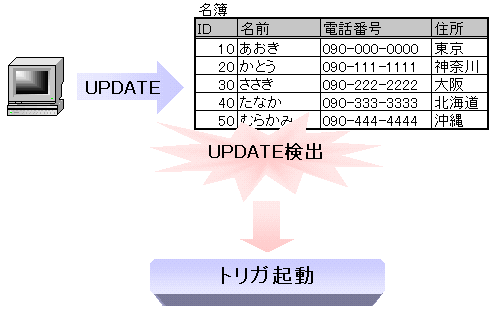 名簿
ID 名前 電話番号 住所
10 あおき 090-000-0000 東京
20 かとう 090-111-1111 神奈川
30 ささき 090-222-2222 大阪
40 たなか 090-333-3333 北海道
50 むらかみ 090-444-4444 沖縄
UPDATE
UPDATE検出
トリガ起動